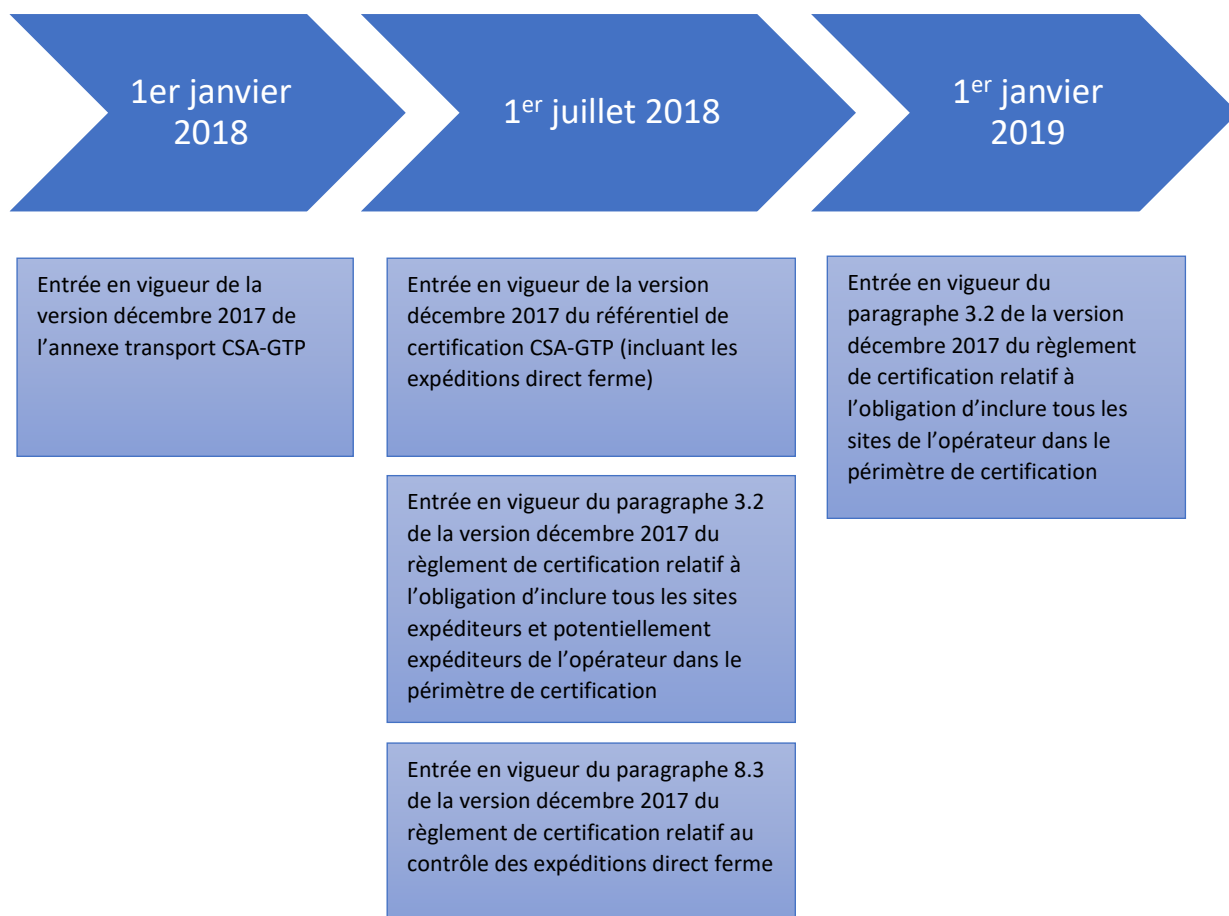 1er janvier
2018
1er juillet 2018
1er janvier
2019
Entrée en vigueur de la
version décembre 2017 de
l’annexe transport CSA-GTP
Entrée en vigueur de la version
décembre 2017 du référentiel de
certification CSA-GTP (incluant les
expéditions direct ferme)
Entrée en vigueur du paragraphe 3.2
de la version décembre 2017 du
règlement de certification relatif à
l’obligation d’inclure tous les sites
expéditeurs et potentiellement
expéditeurs de l’opérateur dans le
périmètre de certification
Entrée en vigueur du paragraphe 8.3
de la version décembre 2017 du
règlement de certification relatif au
contrôle des expéditions direct ferme
Entrée en vigueur du
paragraphe 3.2 de la version
décembre 2017 du règlement
de certification relatif à
l’obligation d’inclure tous les
sites de l’opérateur dans le
périmètre de certification